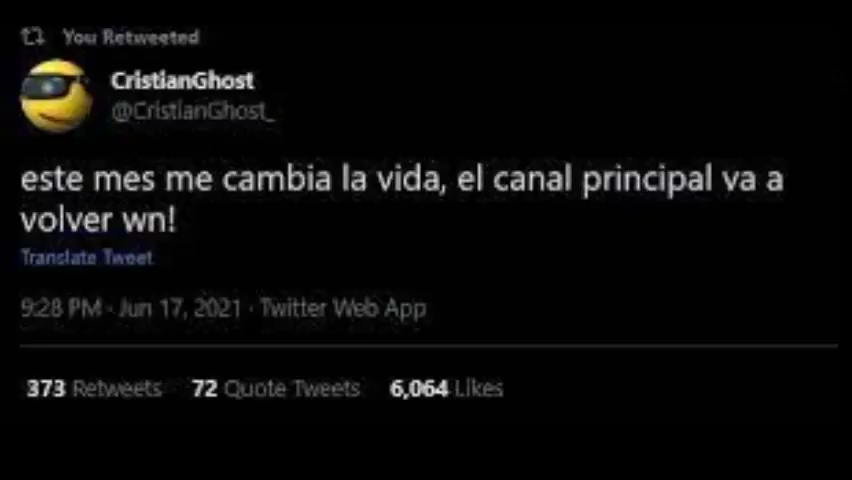 You Retweeted
CristianGhost
@CristianGhost_
este mes me cambia la vida, el canal principal va a
volver wn!
Translate Tweet
9:28 PM · Jun 17, 2021 · Twitter Web App
373 Retweets 72 Quote Tweets 6,064 Likes